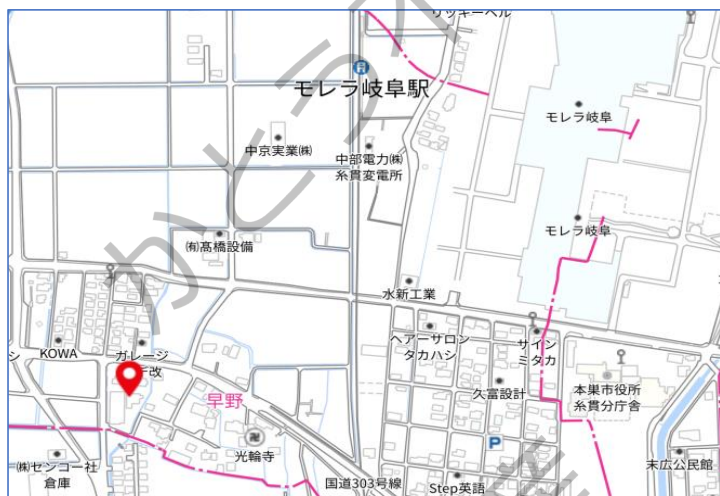 モレラ岐阜駅
モレラ岐阜
中京実業㈱
中部電力㈱
糸貫変電所
モレラ岐阜
㈲髙橋設備
水新工業
ヘアーサロン
タカハシ
サイン
ミタカ
KOWA
ガレージ
改
久富設計
本巣市役所
糸貫分庁舎
早野
光輪寺
P
末広公民館
㈱センコー社
倉庫
国道303号線
Step英語
かとう